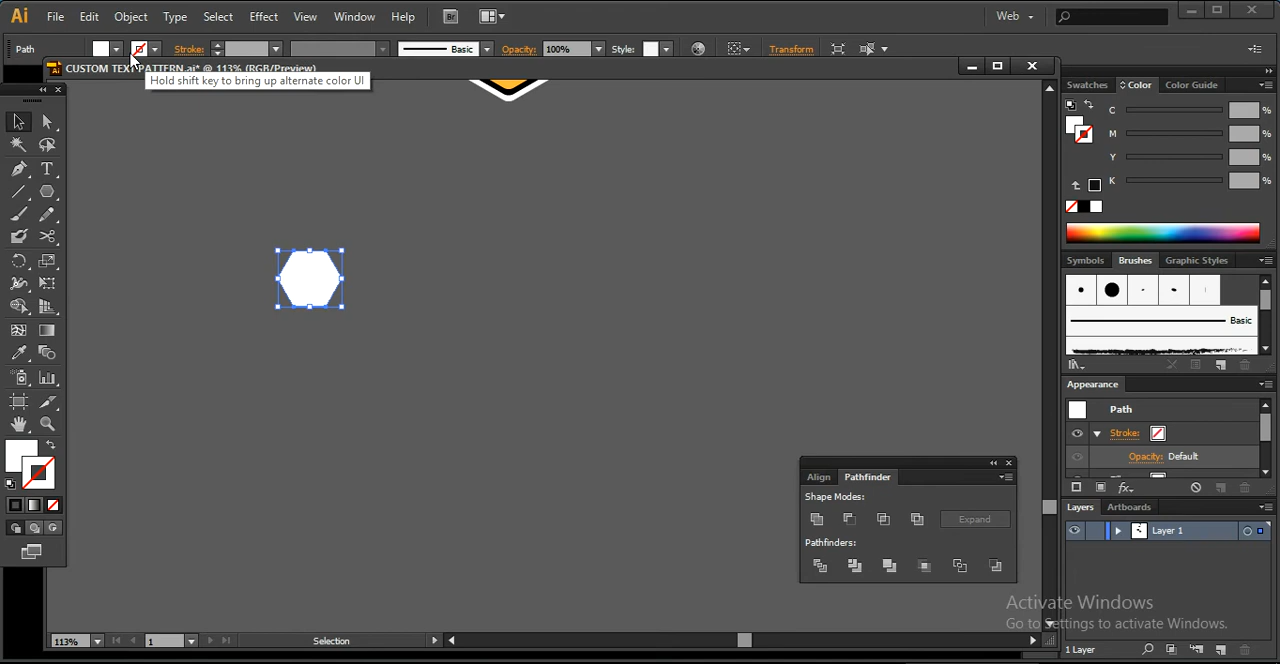 Ai File Edit Object Type Select Effect View Window Help Br Web
Path Stroke: Basic Opacity: 100% Style: Transform
CUSTOM TEXT PATTERN.ai* @ 113% (RGB/Preview)
Hold shift key to bring up alternate color UI
Swatches Color Color Guide
C %
M %
Y %
K %
Symbols Brushes Graphic Styles
Basic
Appearance
Path
Stroke:
Opacity: Default
fx
Align Pathfinder
Shape Modes:
Expand
Pathfinders:
Layers Artboards
Layer 1
Activate Windows
Go to Settings to activate Windows.
113% 1 Selection
1 Layer